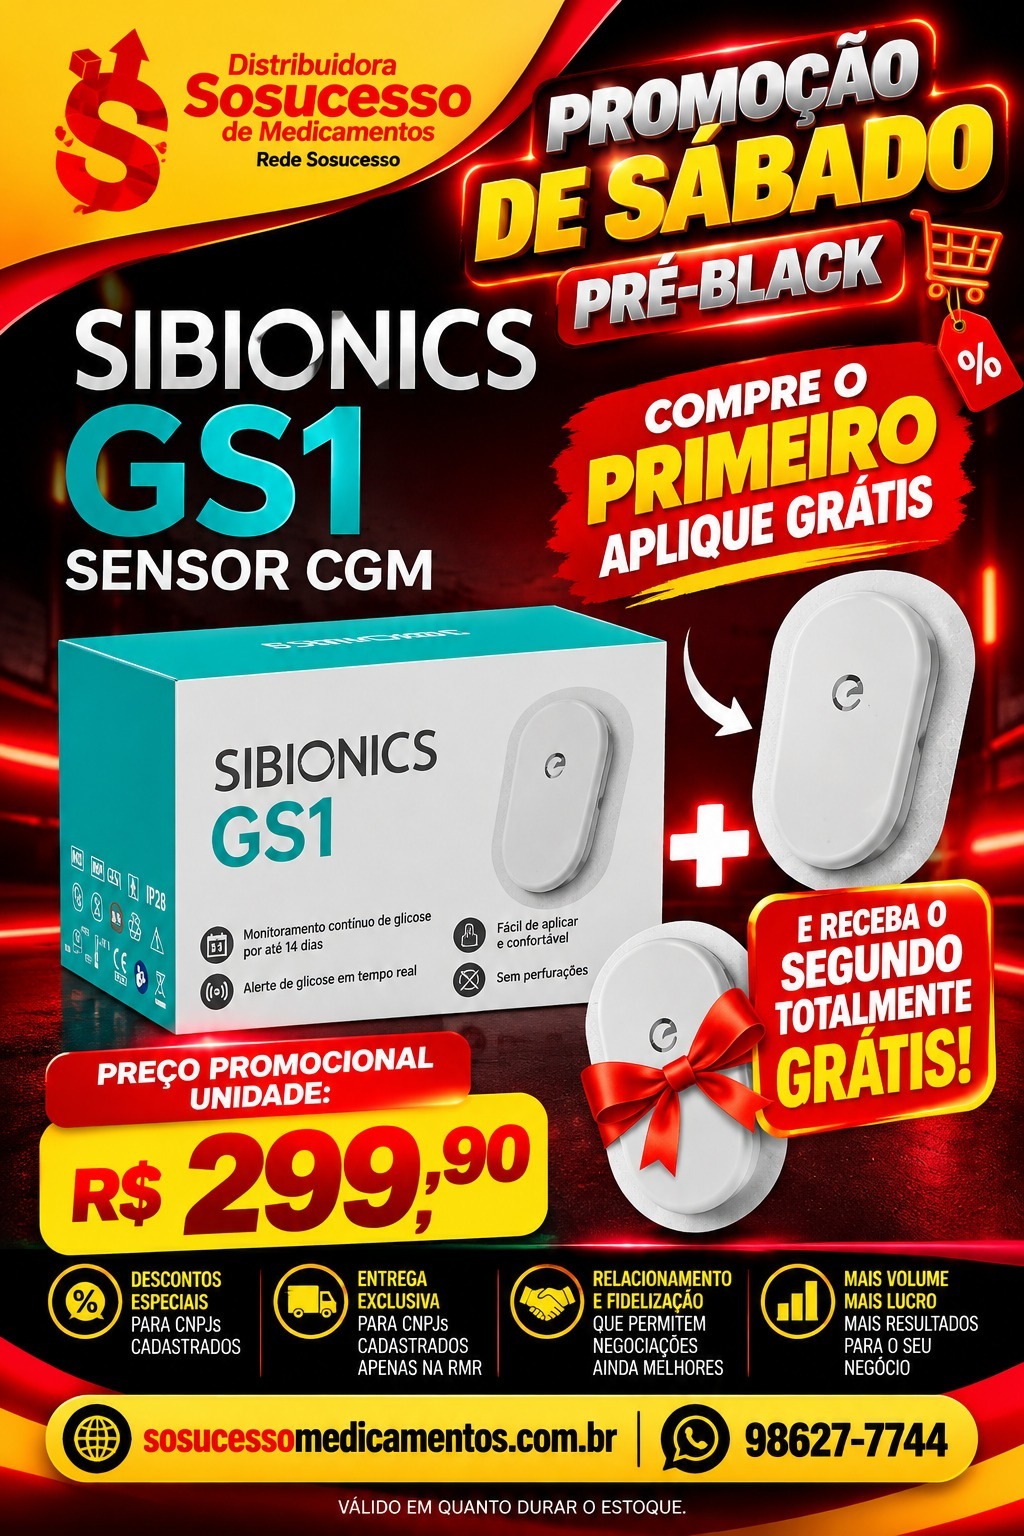 Distribuidora
Sosucesso
de Medicamentos
Rede Sosucesso
PROMOÇÃO
DE SÁBADO
PRÉ-BLACK
%
SIBIONICS
GS1
SENSOR CGM
COMPRE O
PRIMEIRO
APLIQUE GRÁTIS
SIBIONICS
GS1
IP28
Monitoramento contínuo de glicose
por até 14 dias
Fácil de aplicar
e confortável
Alerte de glicose em tempo real
Sem perfurações
E RECEBA O
SEGUNDO
TOTALMENTE
GRÁTIS!
PREÇO PROMOCIONAL
UNIDADE:
R$ 299,90
DESCONTOS
ESPECIAIS
PARA CNPJs
CADASTRADOS
ENTREGA
EXCLUSIVA
PARA CNPJs
CADASTRADOS
APENAS NA RMR
RELACIONAMENTO
E FIDELIZAÇÃO
QUE PERMITEM
NEGOCIAÇÕES
AINDA MELHORES
MAIS VOLUME
MAIS LUCRO
MAIS RESULTADOS
PARA O SEU
NEGÓCIO
sosucessomedicamentos.com.br
98627-7744
VÁLIDO EM QUANTO DURAR O ESTOQUE.